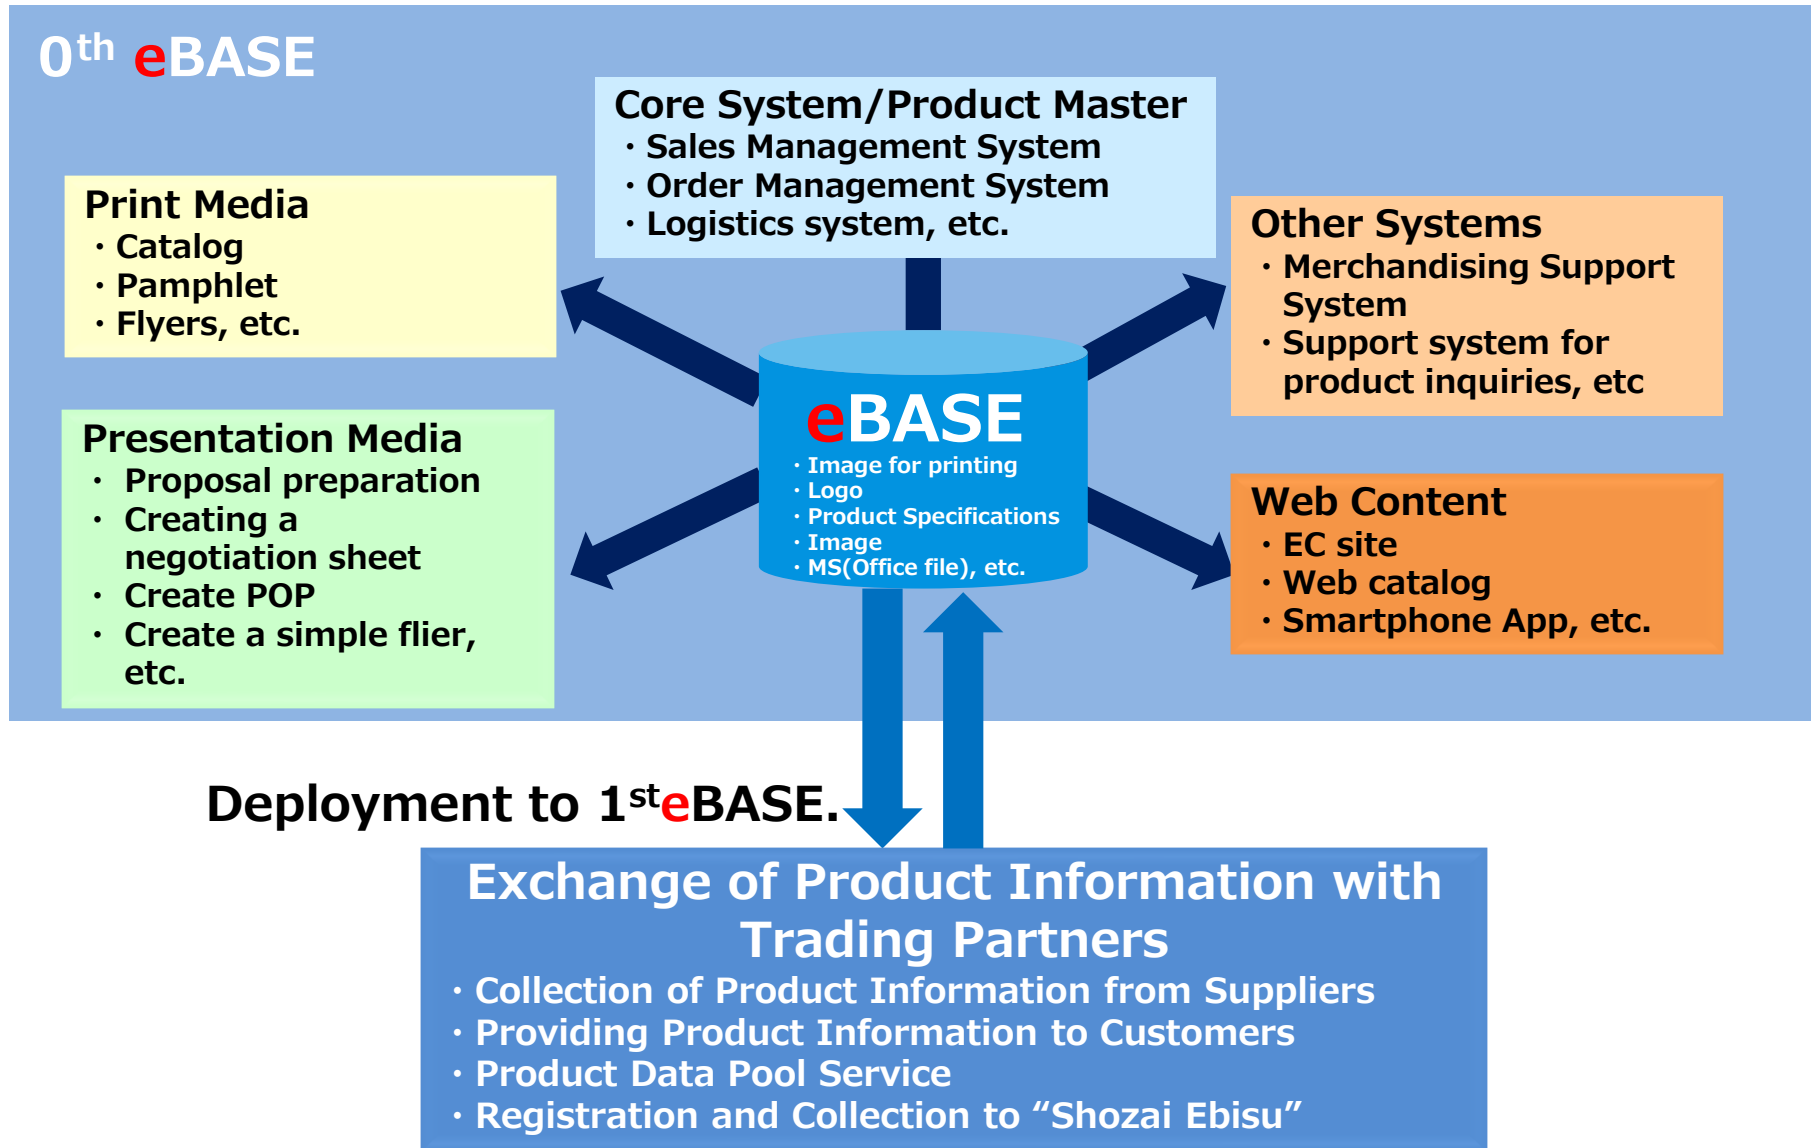 0th eBASE
Core System/Product Master
・Sales Management System
・Order Management System
・Logistics system, etc.
Print Media
・Catalog
・Pamphlet
・Flyers, etc.
Other Systems
・Merchandising Support
System
・Support system for
product inquiries, etc
Presentation Media
・ Proposal preparation
・ Creating a
negotiation sheet
・ Create POP
・ Create a simple flier,
etc.
eBASE
・Image for printing
・Logo
・Product Specifications
・Image
・MS(Office file), etc.
Web Content
・EC site
・Web catalog
・Smartphone App, etc.
Deployment to 1steBASE.
Exchange of Product Information with
Trading Partners
・Collection of Product Information from Suppliers
・Providing Product Information to Customers
・Product Data Pool Service
・Registration and Collection to “Shozai Ebisu”